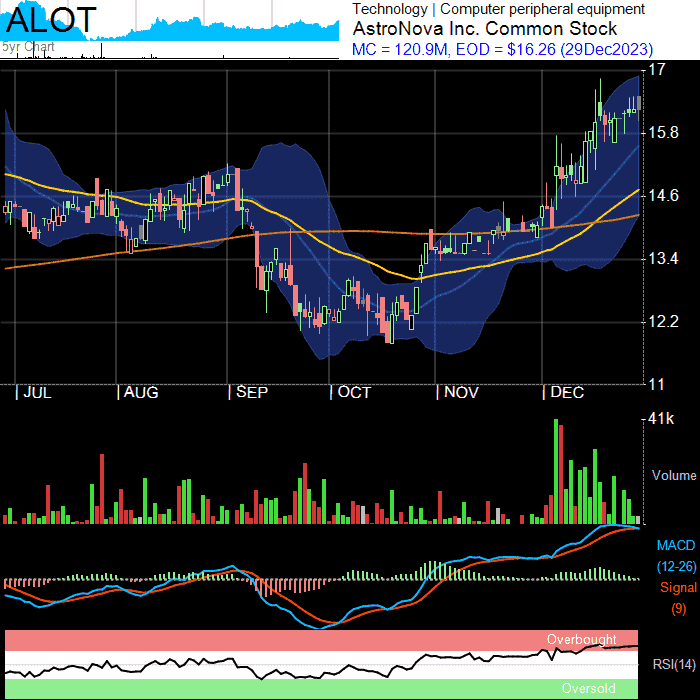 ALOT
5yr Chart
Technology | Computer peripheral equipment
AstroNova Inc. Common Stock
MC = 120.9M, EOD = $16.26 (29Dec2023)
17
15.8
14.6
13.4
12.2
11
| JUL | AUG | SEP | OCT | NOV | DEC
41k
Volume
MACD
(12-26)
Signal
(9)
Overbought
RSI(14)
Oversold